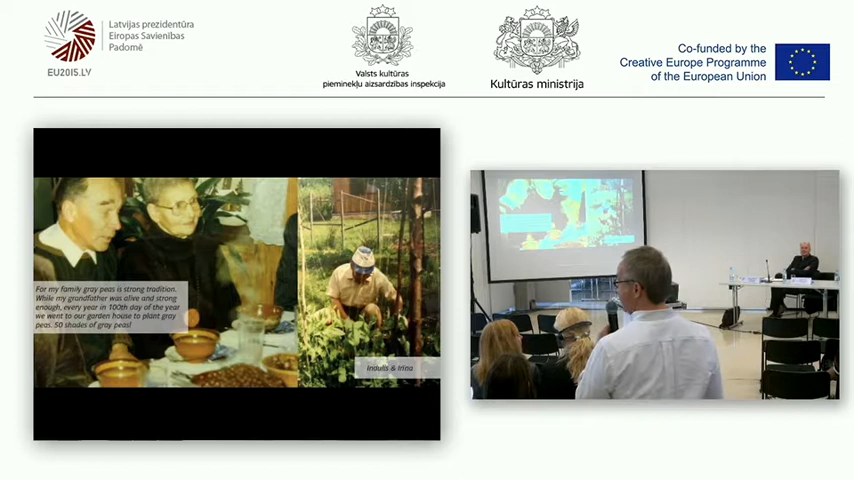 Latvijas prezidentūra
Eiropas Savienības
Padomē
EU2015.LV
Valsts kultūras
pieminekļu aizsardzības inspekcija
Kultūras ministrija
Co-funded by the
Creative Europe Programme
of the European Union
For my family gray peas is strong tradition.
While my grandfather was alive and strong
enough, every year in 100th day of the year
we went to our garden house to plant gray
peas. 50 shades of gray peas!
Indulis & Irina